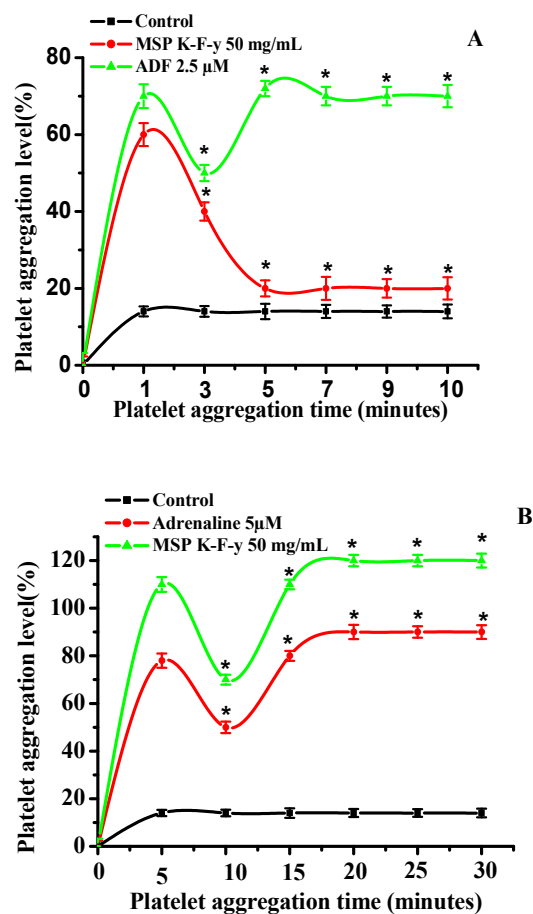 Control
MSP K-F-y 50 mg/mL
ADF 2.5 µM
A
80
60
40
20
0
* * * * * *
* * * * *
0 1 3 5 7 9 10
Platelet aggregation level(%)
Platelet aggregation time (minutes)
Control
Adrenaline 5µM
MSP K-F-y 50 mg/mL
B
120
100
80
60
40
20
0
* * * * *
* * * * *
0 5 10 15 20 25 30
Platelet aggregation level(%)
Platelet aggregation time (minutes)